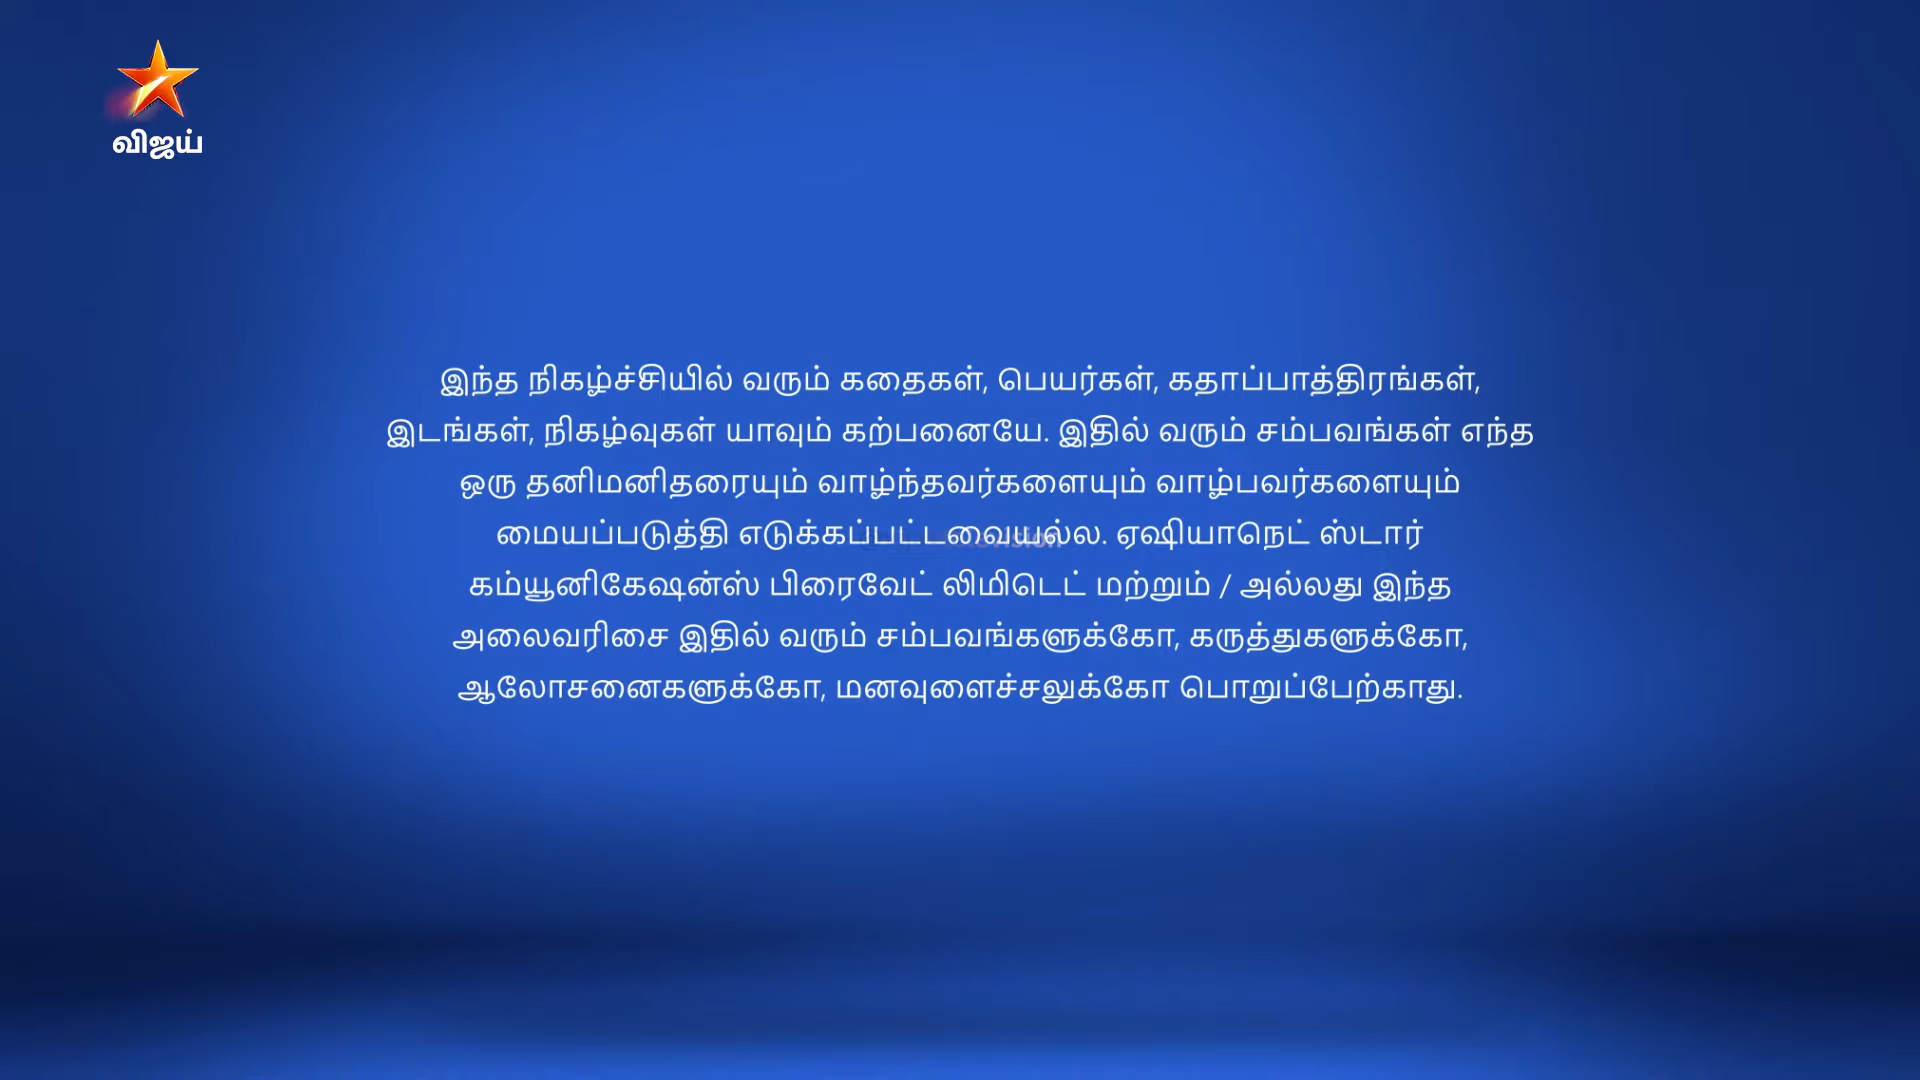 விஜய்
இந்த நிகழ்ச்சியில் வரும் கதைகள், பெயர்கள், கதாப்பாத்திரங்கள்,
இடங்கள், நிகழ்வுகள் யாவும் கற்பனையே. இதில் வரும் சம்பவங்கள் எந்த
ஒரு தனிமனிதரையும் வாழ்ந்தவர்களையும் வாழ்பவர்களையும்
மையப்படுத்தி எடுக்கப்பட்டவையல்ல. ஏஷியாநெட் ஸ்டார்
கம்யூனிகேஷன்ஸ் பிரைவேட் லிமிடெட் மற்றும் / அல்லது இந்த
அலைவரிசை இதில் வரும் சம்பவங்களுக்கோ, கருத்துகளுக்கோ,
ஆலோசனைகளுக்கோ, மனவுளைச்சலுக்கோ பொறுப்பேற்காது.